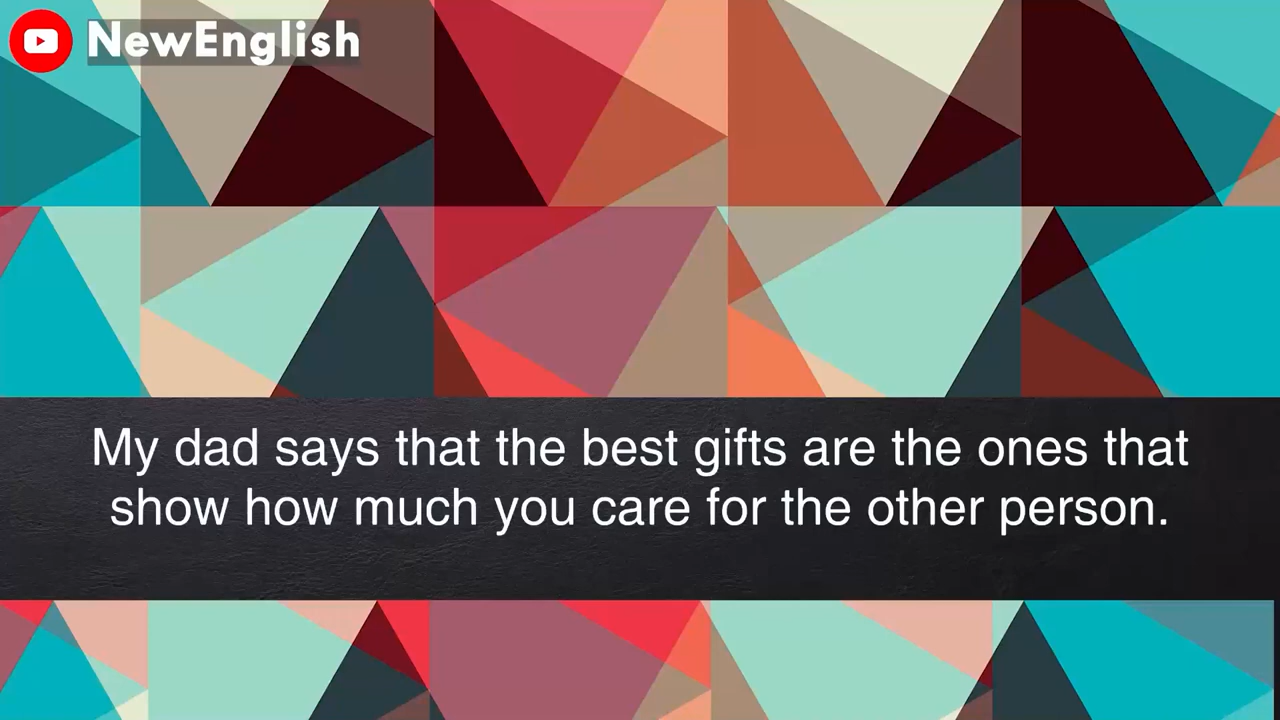 NewEnglish
My dad says that the best gifts are the ones that
show how much you care for the other person.